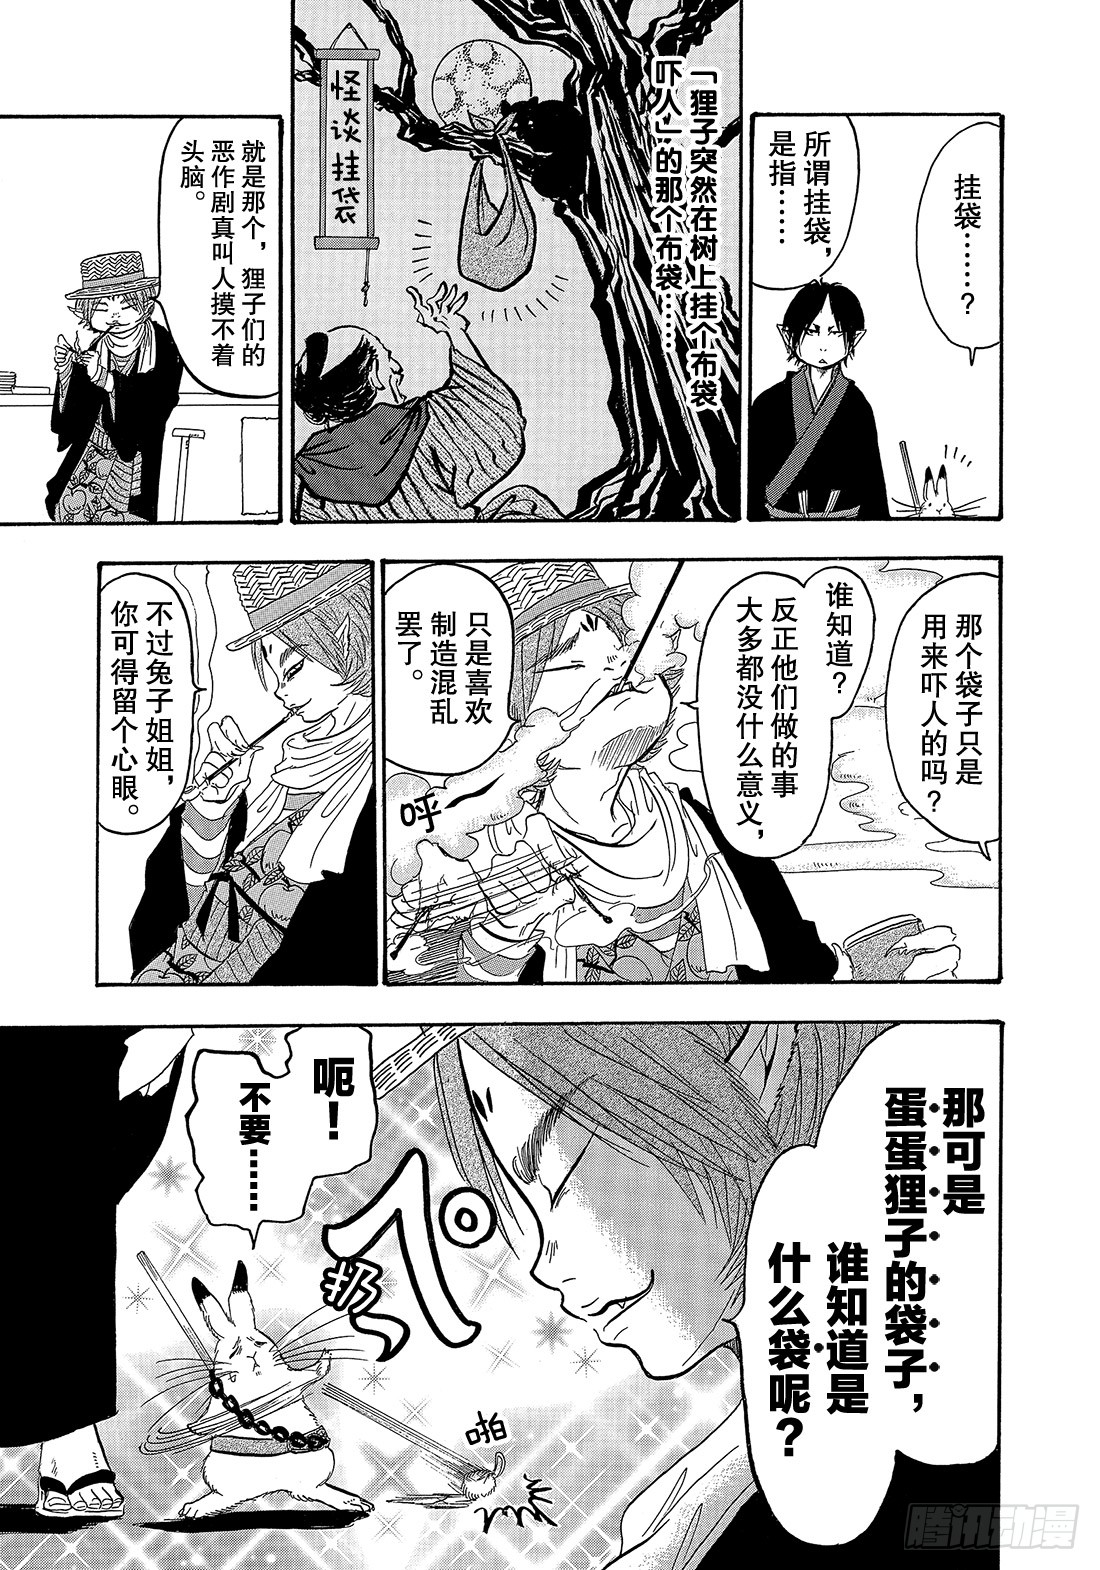 挂袋……？
所谓挂袋，
是指……
「狸子突然在树上挂个布袋
吓人」的那个布袋……
怪谈挂袋
就是那个，狸子们的
恶作剧真叫人摸不着
头脑。
那个袋子只是
用来吓人的吗？
谁知道？
反正他们做的事
大多都没什么意义，
只是喜欢
制造混乱
罢了。
呼—
不过兔子姐姐，
你可得留个心眼。
那可是
蛋蛋狸子的袋子，
谁知道是
什么袋呢？
呃！
不要……
ペ
扔
啪
腾讯动漫